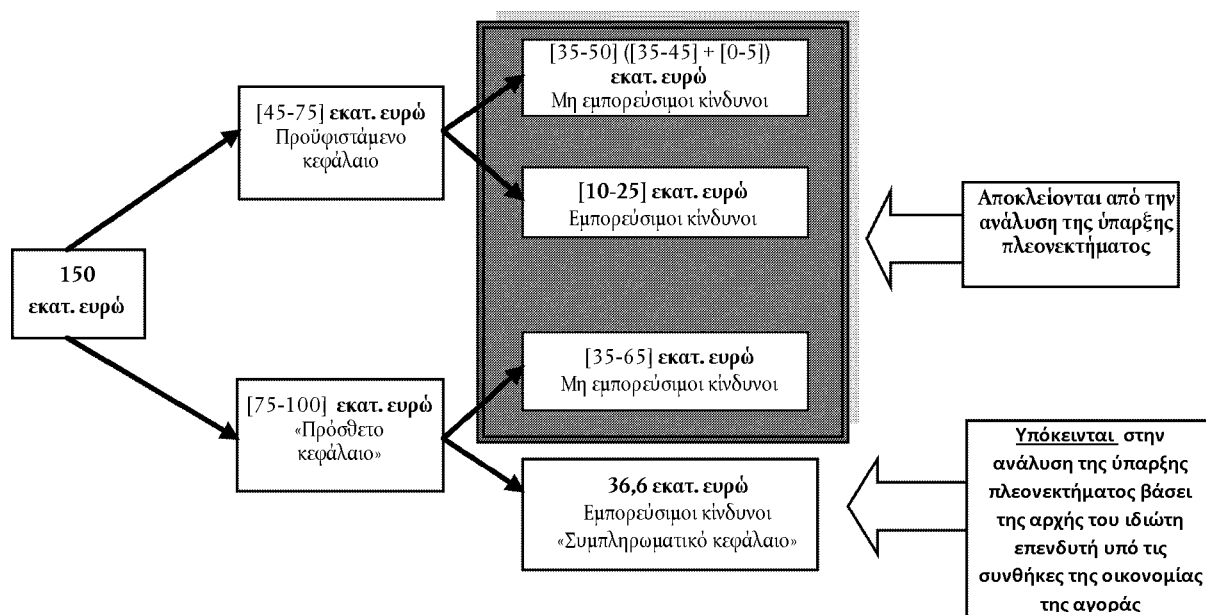 [35-50] ([35-45] + [0-5])
εκατ. ευρώ
Μη εμπορεύσιμοι κίνδυνοι
[45-75] εκατ. ευρώ
Προϋφιστάμενο
κεφάλαιο
[10-25] εκατ. ευρώ
Εμπορεύσιμοι κίνδυνοι
Αποκλείονται από την
ανάλυση της ύπαρξης
πλεονεκτήματος
150
εκατ. ευρώ
[35-65] εκατ. ευρώ
Μη εμπορεύσιμοι κίνδυνοι
[75-100] εκατ. ευρώ
«Πρόσθετο
κεφάλαιο»
36,6 εκατ. ευρώ
Εμπορεύσιμοι κίνδυνοι
«Συμπληρωματικό κεφάλαιο»
Υπόκεινται στην
ανάλυση της ύπαρξης
πλεονεκτήματος βάσει
της αρχής του ιδιώτη
επενδυτή υπό τις
συνθήκες της οικονομίας
της αγοράς